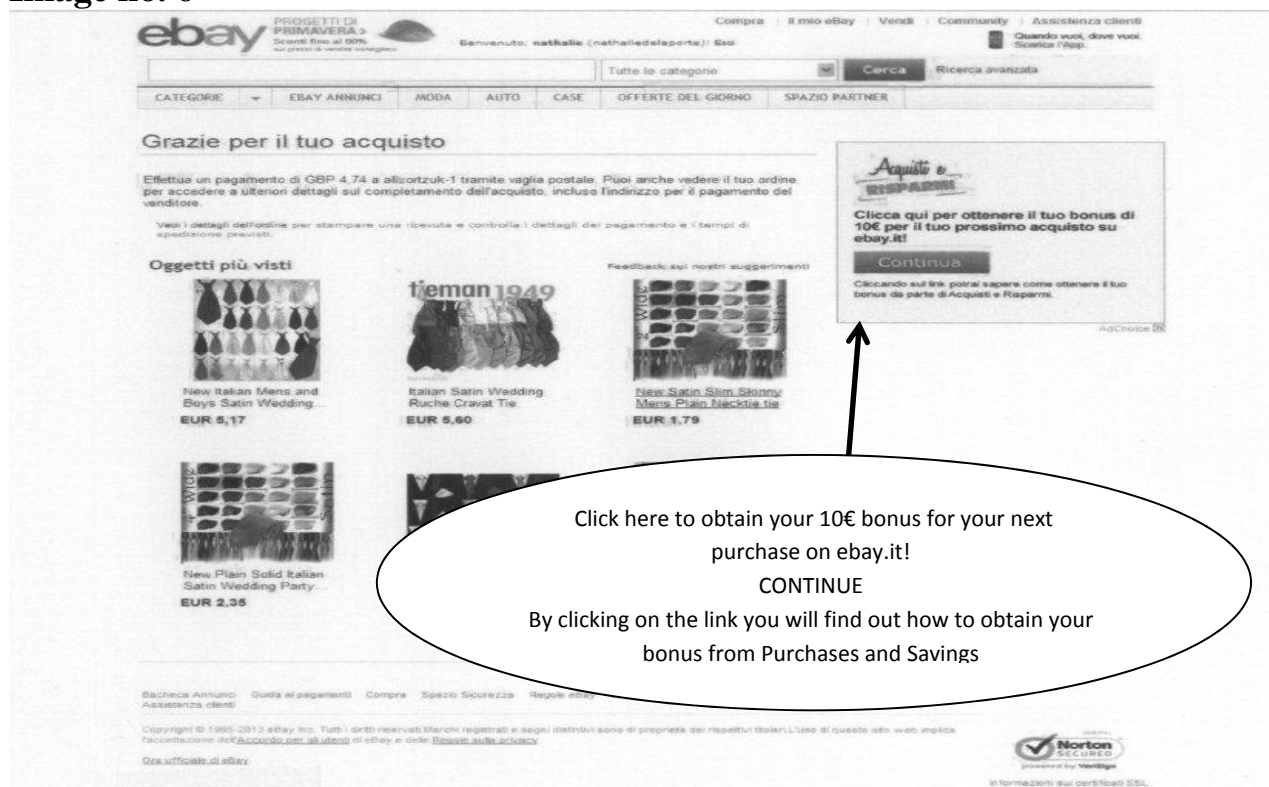 ebay
PROGETTI DI
PRIMAVERA >
Sconti fino al 60%
Compra Il mio eBay Vendi Community Assistenza clienti
Benvenuto, nathalie (nathaliedelaporte)! Esci
Quando vuoi, dove vuoi.
Scarica l'App.
Tutte le categorie
Cerca
Ricerca avanzata
CATEGORIE EBAY ANNUNCI MODA AUTO CASE OFFERTE DEL GIORNO SPAZIO PARTNER
Grazie per il tuo acquisto
Effettua un pagamento di GBP 4,74 a allsortzuk-1 tramite vaglia postale. Puoi anche vedere il tuo ordine
per accedere a ulteriori dettagli sul completamento dell'acquisto, incluso l'indirizzo per il pagamento del
venditore.
Vedi i dettagli dell'ordine per stampare una ricevuta e controlla i dettagli del pagamento e i tempi di
spedizione previsti.
Acquisti e
RISPARMI
Clicca qui per ottenere il tuo bonus di
10€ per il tuo prossimo acquisto su
ebay.it!
Continua
Cliccando sul link potrai sapere come ottenere il tuo
bonus da parte di Acquisti e Risparmi.
AdChoice
Oggetti più visti
Feedback sui nostri suggerimenti
tieman 1949
4" Wide
Slim
New Italian Mens and
Boys Satin Wedding...
EUR 5,17
Italian Satin Wedding
Ruche Cravat Tie
EUR 5,60
New Satin Slim Skinny
Mens Plain Necktie tie
EUR 1,79
4" Wide
Satin
New Plain Solid Italian
Satin Wedding Party...
EUR 2,35
Click here to obtain your 10€ bonus for your next
purchase on ebay.it!
CONTINUE
By clicking on the link you will find out how to obtain your
bonus from Purchases and Savings
Bacheca Annunci Guida ai pagamenti Compra Spazio Sicurezza Regole eBay
Assistenza clienti
Copyright © 1995-2013 eBay Inc. Tutti i diritti riservati. Marchi registrati e segni distintivi sono di proprietà dei rispettivi titolari. L'uso di questo sito web implica
l'accettazione dell'Accordo per gli utenti di eBay e delle Regole sulla privacy
Ora ufficiale di eBay
Norton
SECURED
powered by VeriSign
Informazioni sui certificati SSL